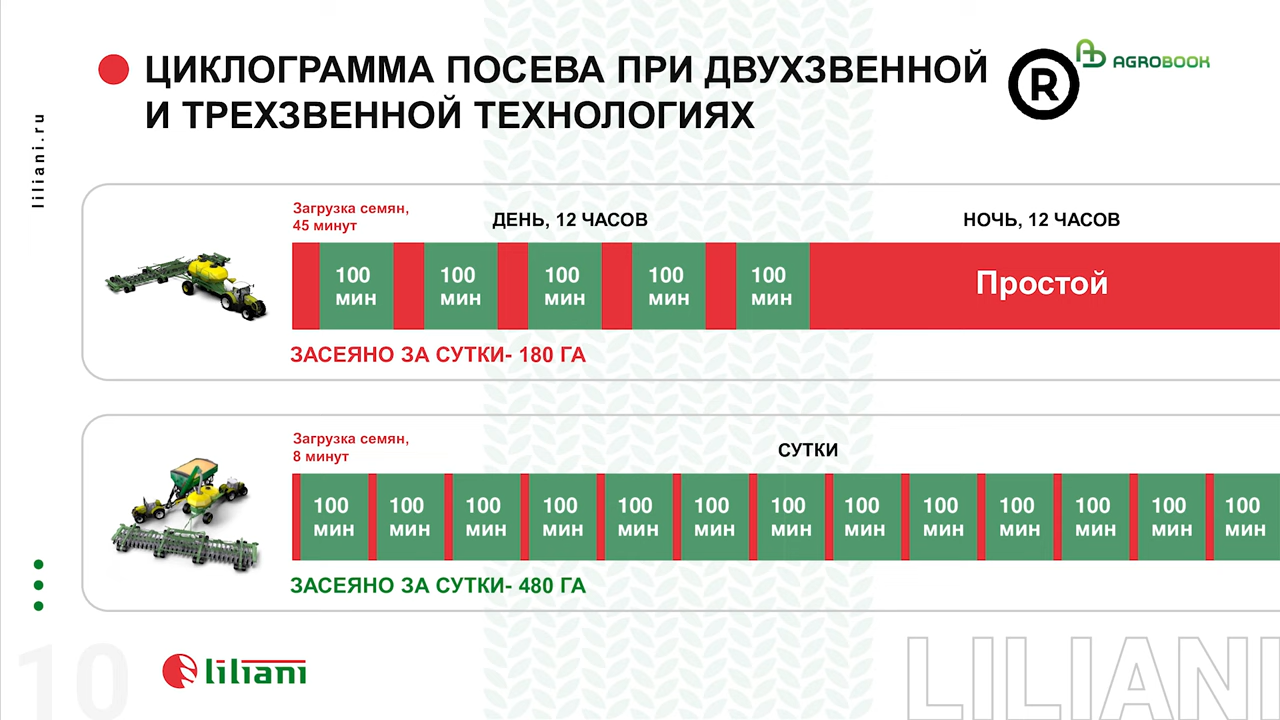 ЦИКЛОГРАММА ПОСЕВА ПРИ ДВУХЗВЕННОЙ
И ТРЕХЗВЕННОЙ ТЕХНОЛОГИЯХ
®
AGROBOOK
liliani.ru
Загрузка семян,
45 минут
ДЕНЬ, 12 ЧАСОВ
НОЧЬ, 12 ЧАСОВ
100 мин
100 мин
100 мин
100 мин
100 мин
Простой
ЗАСЕЯНО ЗА СУТКИ- 180 ГА
Загрузка семян,
8 минут
СУТКИ
100 мин
100 мин
100 мин
100 мин
100 мин
100 мин
100 мин
100 мин
100 мин
100 мин
100 мин
100 мин
100 мин
ЗАСЕЯНО ЗА СУТКИ- 480 ГА
10
liliani
LILIANI